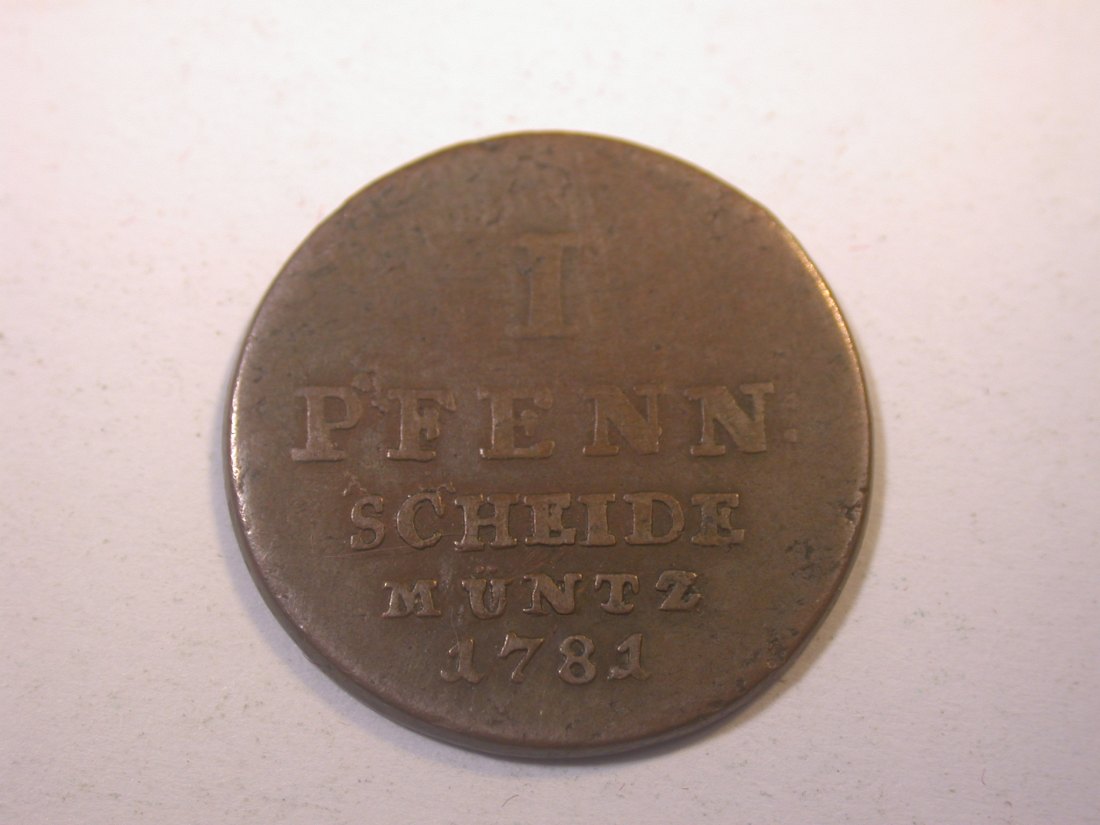 I
PFENN:
SCHEIDE
MÜNTZ
1781